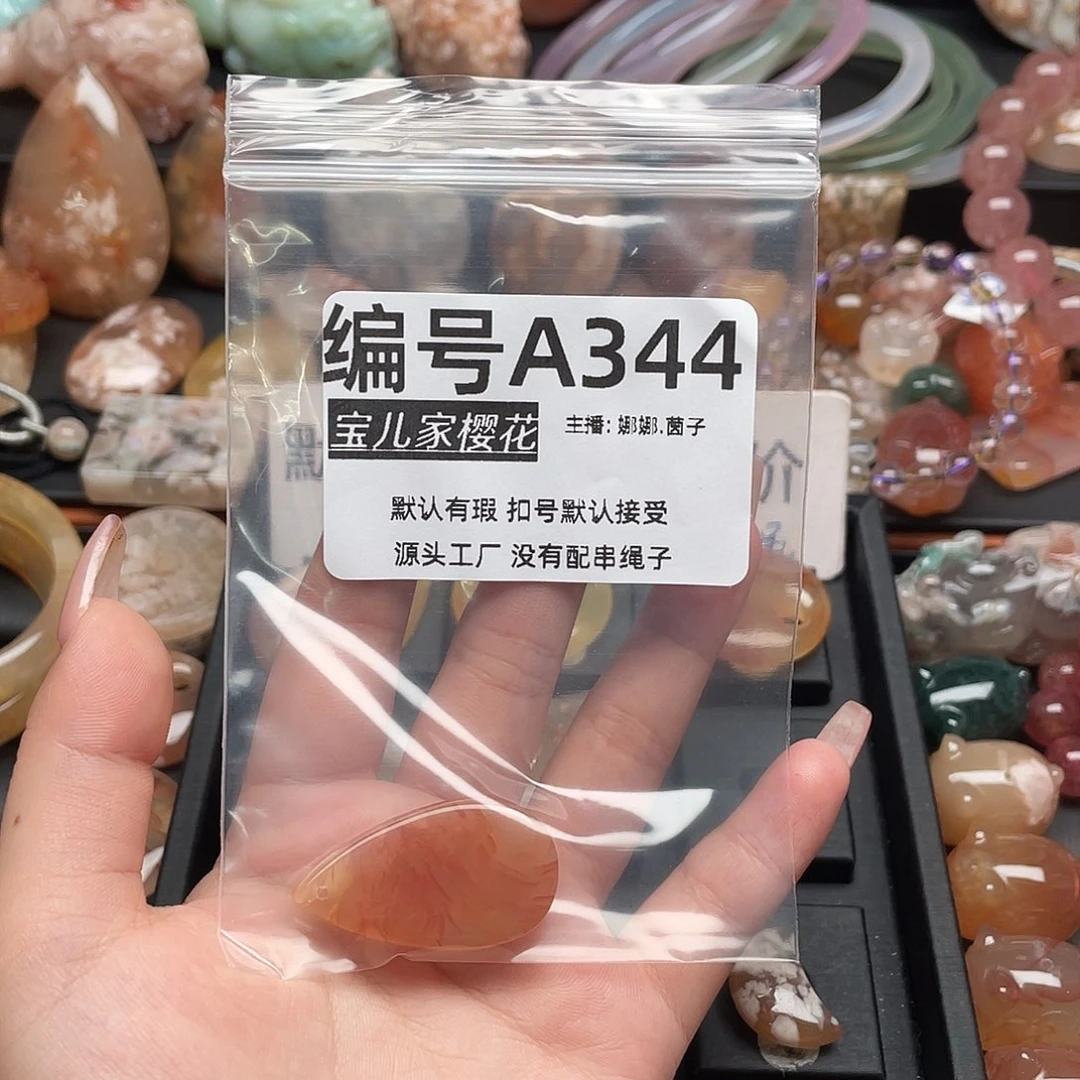 编号A344
宝儿家樱花 主播: 娜娜.茵子
默认有瑕 扣号默认接受
源头工厂 没有配串绳子